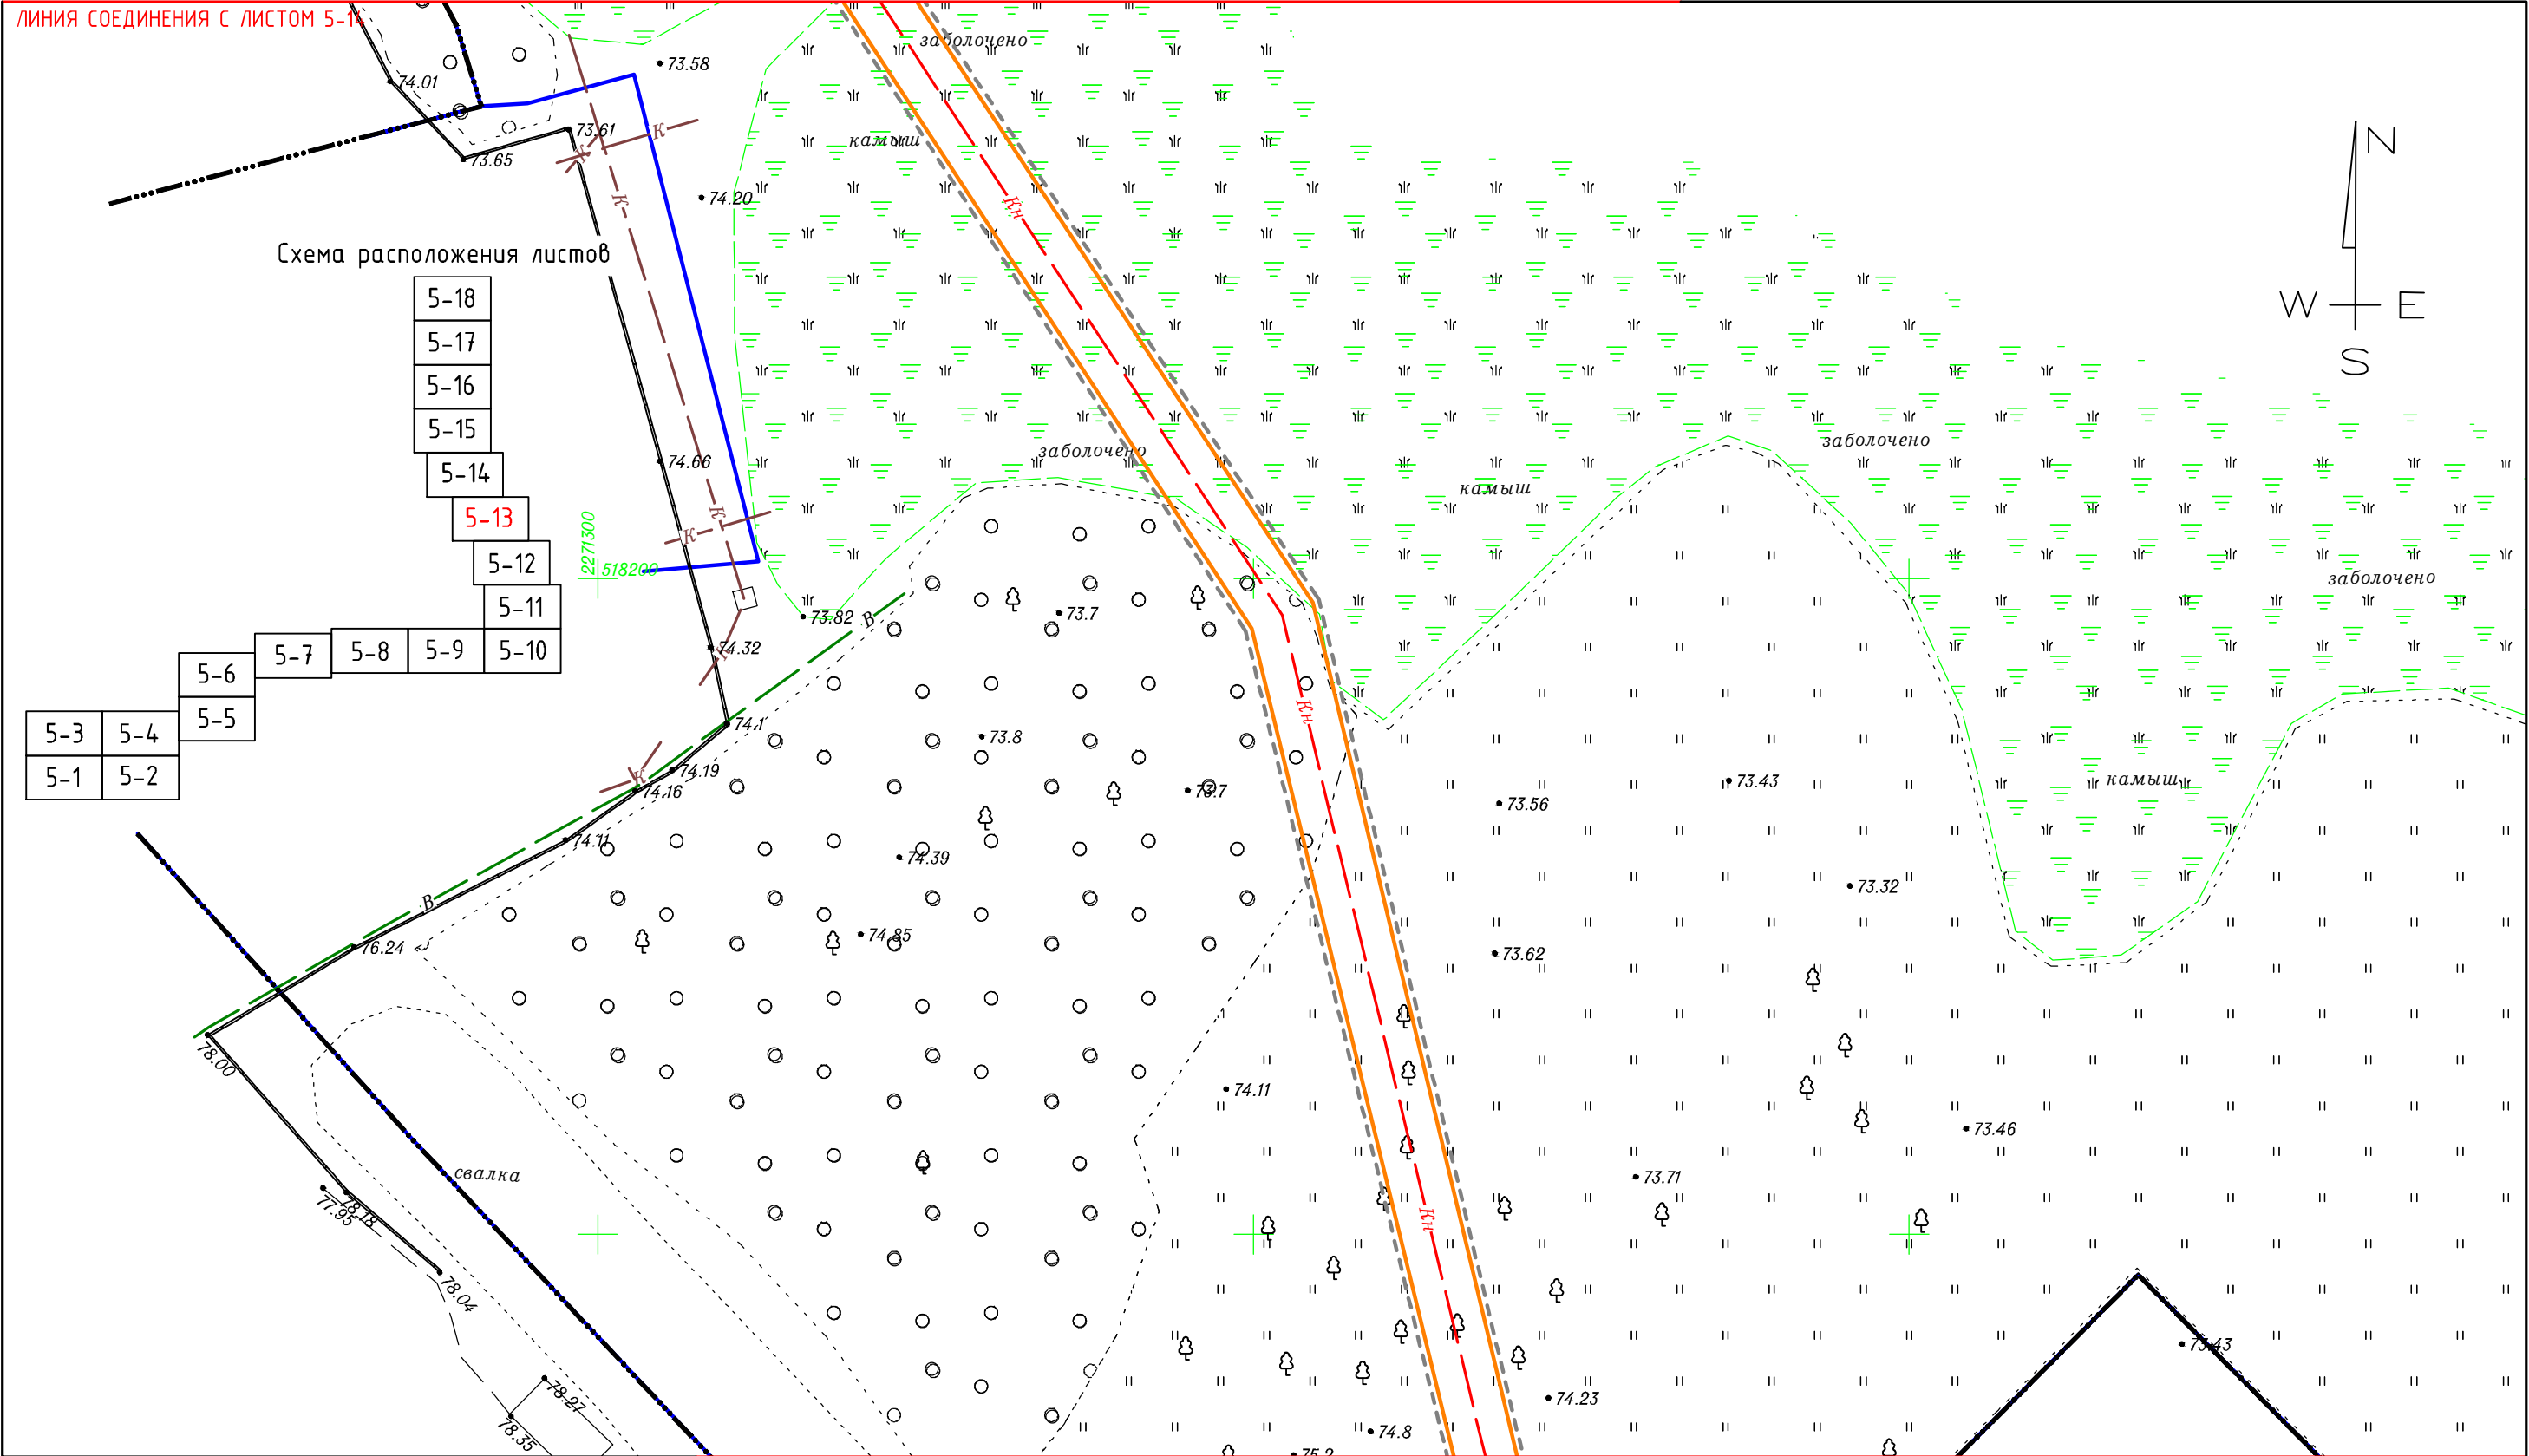 ЛИНИЯ СОЕДИНЕНИЯ С ЛИСТОМ 5-14
заболочено
73.58
74.01
73.61
К
камыш
К
73.65
К
74.20
Кн
N
Схема расположения листов
5-18
W E
5-17
S
5-16
5-15
заболочено
заболочено
74.66
5-14
камыш
5-13
К
2271300
К
5-12
518200
заболочено
5-11
73.82
В
73.7
5-7
5-8
5-9
5-10
74.32
К
5-6
5-5
Кн
74.1
5-3
5-4
73.8
5-1
5-2
К
74.19
камыш
73.43
74.16
73.7
73.56
74.11
74.39
73.32
В
76.24
74.85
73.62
78.00
74.11
73.46
свалка
73.71
77.95
78.18
Кн
78.04
73.43
78.27
74.23
78.35
74.8
75.2